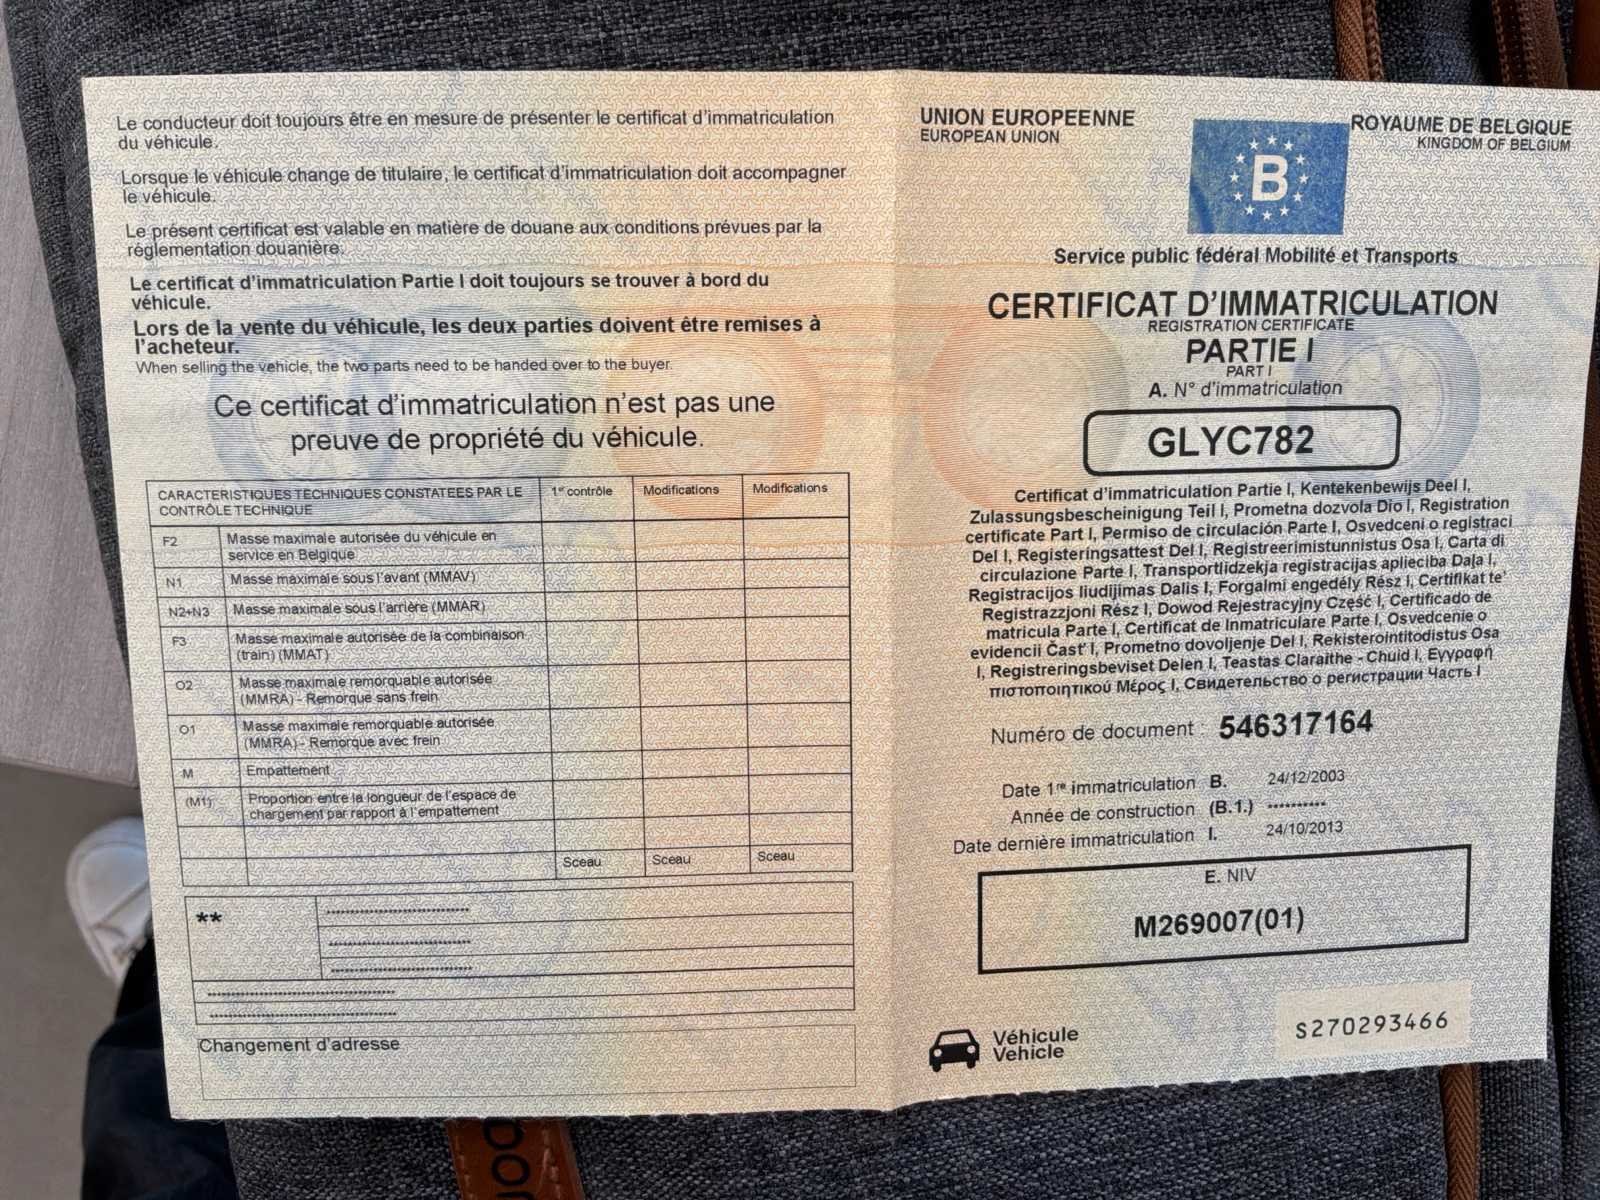 Le conducteur doit toujours être en mesure de présenter le certificat d'immatriculation
du véhicule.
Lorsque le véhicule change de titulaire, le certificat d'immatriculation doit accompagner
le véhicule.
Le présent certificat est valable en matière de douane aux conditions prévues par la
réglementation douanière.
Le certificat d'immatriculation Partie I doit toujours se trouver à bord du
véhicule.
Lors de la vente du véhicule, les deux parties doivent être remises à
l'acheteur.
When selling the vehicle, the two parts need to be handed over to the buyer.
Ce certificat d'immatriculation n'est pas une
preuve de propriété du véhicule.
CARACTERISTIQUES TECHNIQUES CONSTATEES PAR LE
CONTRÔLE TECHNIQUE
1er contrôle
Modifications
Modifications
F2 Masse maximale autorisée du véhicule en
service en Belgique
N1 Masse maximale sous l'avant (MMAV)
N2+N3 Masse maximale sous l'arrière (MMAR)
F3 Masse maximale autorisée de la combinaison
(train) (MMAT)
O2 Masse maximale remorquable autorisée
(MMRA) - Remorque sans frein
O1 Masse maximale remorquable autorisée
(MMRA) - Remorque avec frein
M Empattement
(M1) Proportion entre la longueur de l'espace de
chargement par rapport à l'empattement
Sceau Sceau Sceau
**
Changement d'adresse
UNION EUROPEENNE
EUROPEAN UNION
B
ROYAUME DE BELGIQUE
KINGDOM OF BELGIUM
Service public fédéral Mobilité et Transports
CERTIFICAT D'IMMATRICULATION
REGISTRATION CERTIFICATE
PARTIE I
PART I
A. N° d'immatriculation
GLYC782
Certificat d'immatriculation Partie I, Kentekenbewijs Deel I,
Zulassungsbescheinigung Teil I, Prometna dozvola Dio I, Registration
certificate Part I, Permiso de circulación Parte I, Osvedceni o registraci
Del I, Registeringsattest Del I, Registreerimistunnistus Osa I, Carta di
circulazione Parte I, Transportlidzekja registracijas aplieciba Daļa I,
Registracijos liudijimas Dalis I, Forgalmi engedély Rész I, Certifikat te'
Registrazzjoni Rész I, Dowod Rejestracyjny Część I, Certificado de
matricula Parte I, Certificat de Inmatriculare Parte I, Osvedcenie o
evidencii Čast' I, Prometno dovoljenje Del I, Rekisterointitodistus Osa
I, Registreringsbeviset Delen I, Teastas Claraithe - Chuid I, Εγγραφή
πιστοποιητικού Μέρος I, Свидетельство о регистрации Часть I
Numéro de document : 546317164
Date 1re immatriculation B. 24/12/2003
Année de construction (B.1.) **********
Date dernière immatriculation I. 24/10/2013
E. NIV
M269007(01)
Véhicule
Vehicle
S270293466